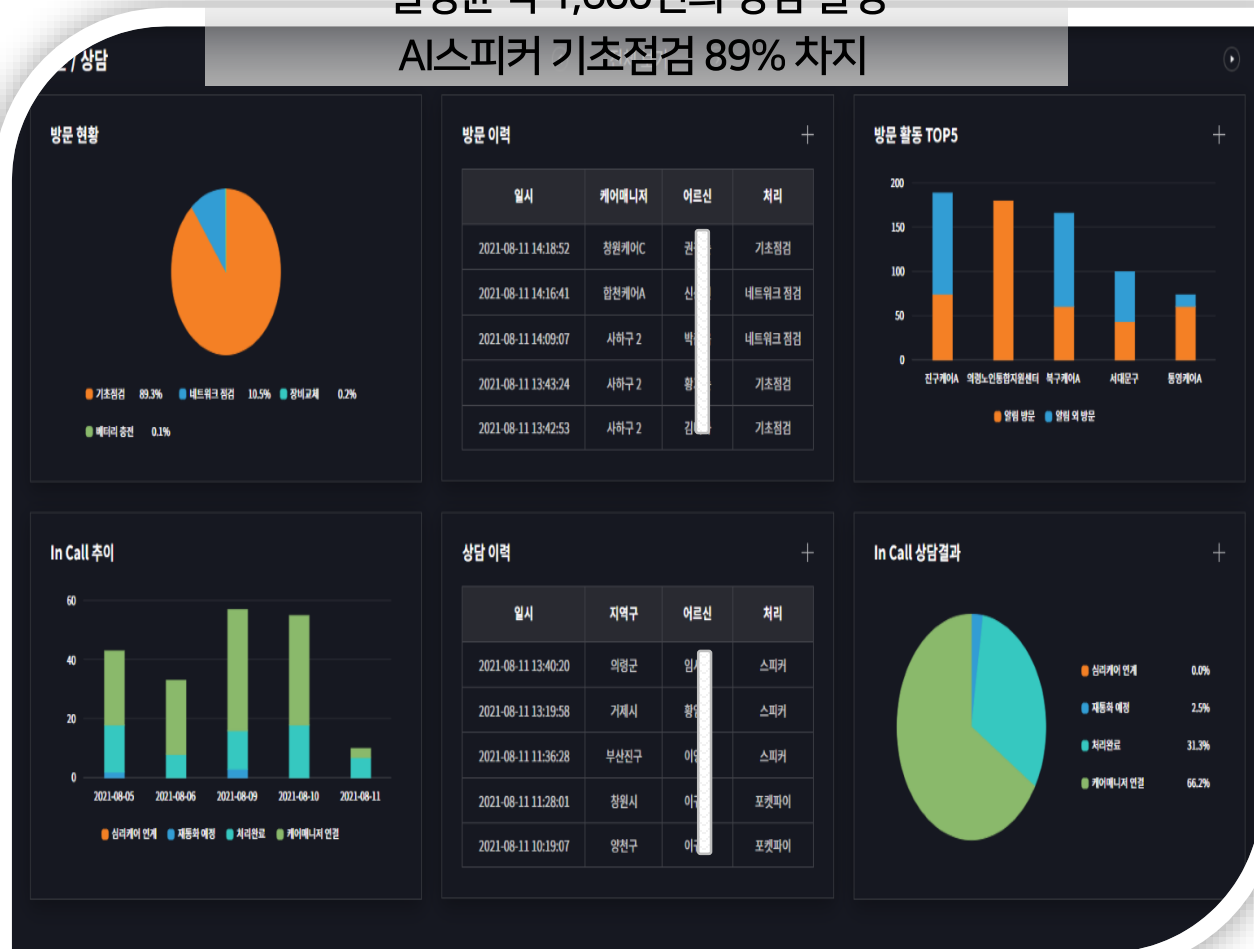 AI스피커 기초점검 89% 차지
/ 상담
방문 현황
기초점검 89.3% 네트워크 점검 10.5% 장비교체 0.2%
배터리 충전 0.1%
방문 이력
일시 케어매니저 어르신 처리
2021-08-11 14:18:52 창원케어C 권 기초점검
2021-08-11 14:16:41 합천케어A 신 네트워크 점검
2021-08-11 14:09:07 사하구 2 박 네트워크 점검
2021-08-11 13:43:24 사하구 2 황 기초점검
2021-08-11 13:42:53 사하구 2 김 기초점검
방문 활동 TOP5
200
150
100
50
0
진구케어A 의령노인통합지원센터 북구케어A 서대문구 통영케어A
알림 방문 알림 외 방문
In Call 추이
60
40
20
0
2021-08-05 2021-08-06 2021-08-09 2021-08-10 2021-08-11
심리케어 연계 재통화 예정 처리완료 케어매니저 연결
상담 이력
일시 지역구 어르신 처리
2021-08-11 13:40:20 의령군 임 스피커
2021-08-11 13:19:58 거제시 황 스피커
2021-08-11 11:36:28 부산진구 이 스피커
2021-08-11 11:28:01 창원시 이 포켓파이
2021-08-11 10:19:07 양천구 이 포켓파이
In Call 상담결과
심리케어 연계 0.0%
재통화 예정 2.5%
처리완료 31.3%
케어매니저 연결 66.2%